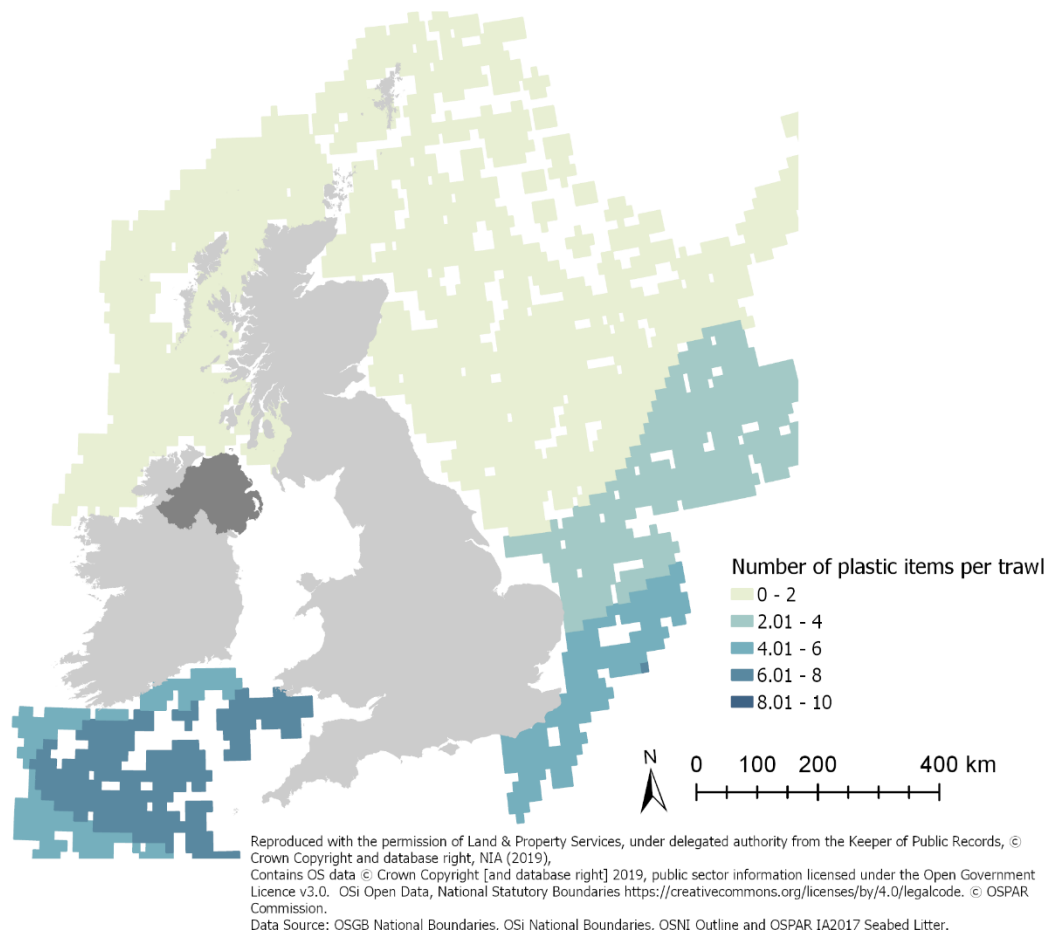 Number of plastic items per trawl
0 - 2
2.01 - 4
4.01 - 6
6.01 - 8
8.01 - 10
N
0 100 200 400 km
Reproduced with the permission of Land & Property Services, under delegated authority from the Keeper of Public Records, ©
Crown Copyright and database right, NIA (2019),
Contains OS data © Crown Copyright [and database right] 2019, public sector information licensed under the Open Government
Licence v3.0. OSi Open Data, National Statutory Boundaries https://creativecommons.org/licenses/by/4.0/legalcode. © OSPAR
Commission.
Data Source: OSGB National Boundaries, OSi National Boundaries, OSNI Outline and OSPAR IA2017 Seabed Litter.